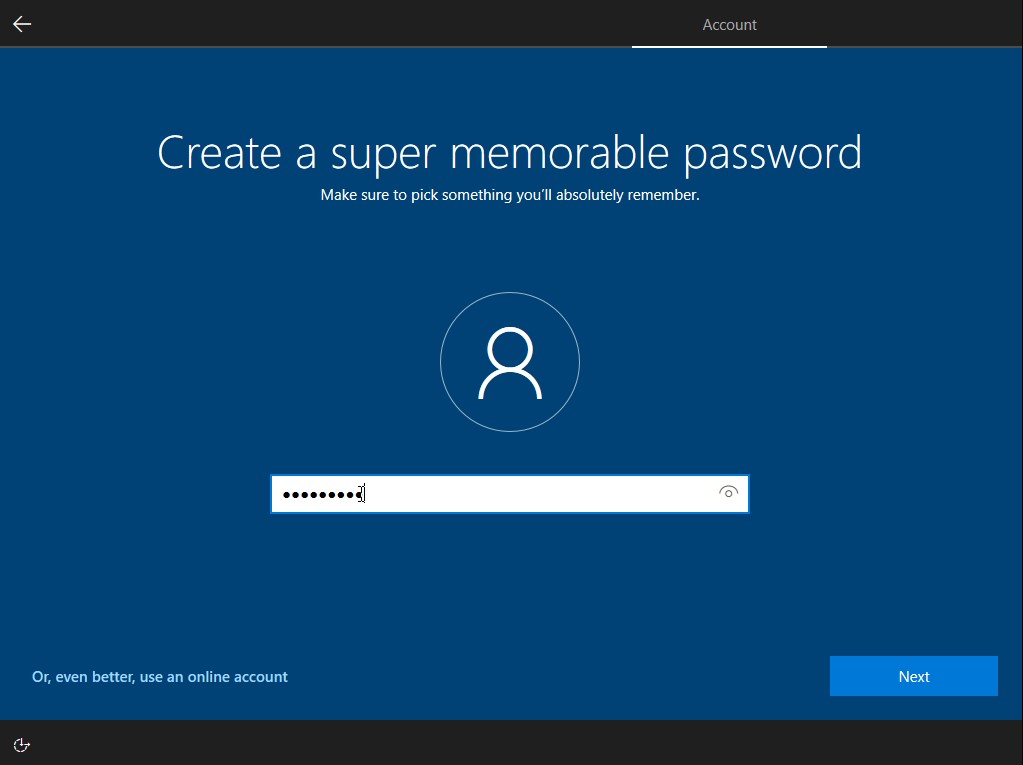 Account
Create a super memorable password
Make sure to pick something you'll absolutely remember.
Or, even better, use an online account
Next